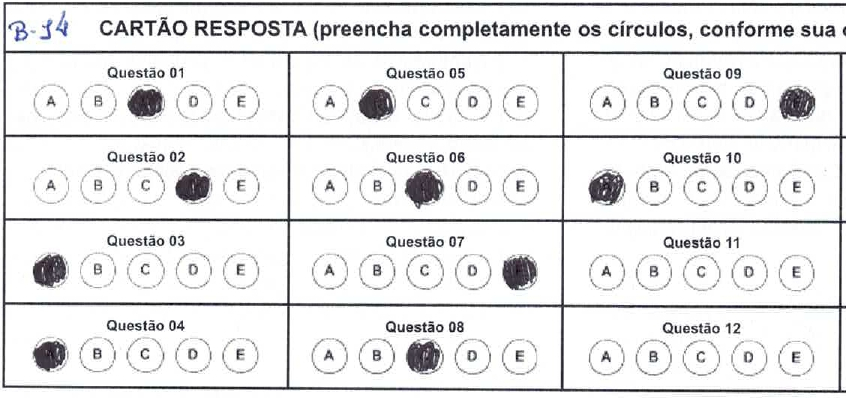 B-14 CARTÃO RESPOSTA (preencha completamente os círculos, conforme sua
Questão 01 Questão 05 Questão 09
A B D E A C D E A B C D
Questão 02 Questão 06 Questão 10
A B C E A B D E B C D E
Questão 03 Questão 07 Questão 11
B C D E A B C D A B C D E
Questão 04 Questão 08 Questão 12
B C D E A B D E A B C D E